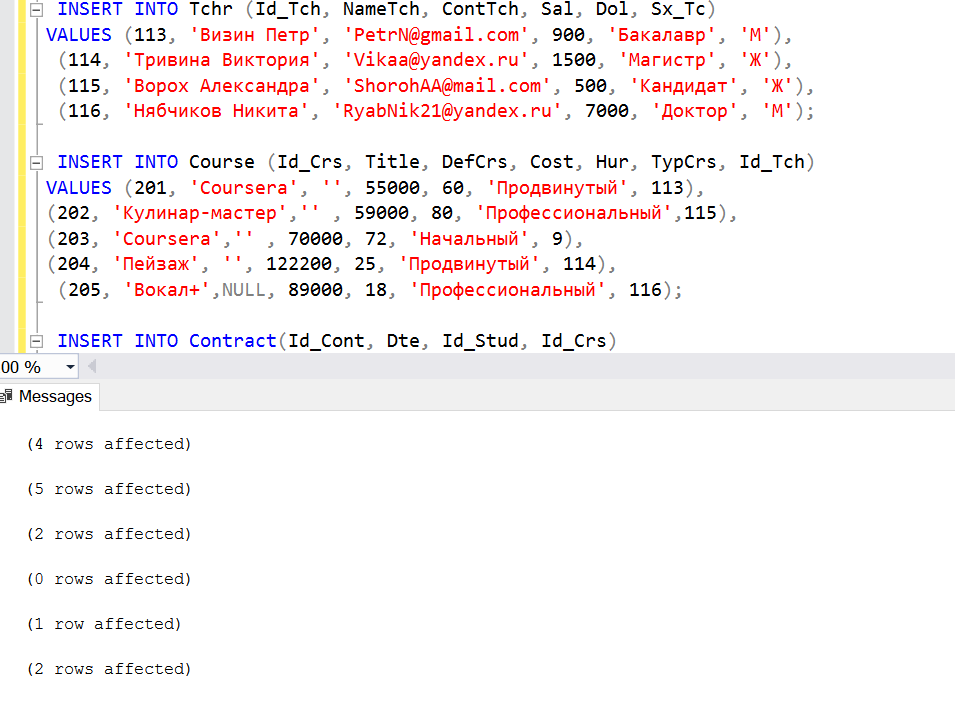 INSERT INTO Tchr (Id_Tch, NameTch, ContTch, Sal, Dol, Sx_Tc)
VALUES (113, 'Визин Петр', 'PetrN@gmail.com', 900, 'Бакалавр', 'М'),
(114, 'Тривина Виктория', 'Vikaa@yandex.ru', 1500, 'Магистр', 'Ж'),
(115, 'Ворох Александра', 'ShorohAA@mail.com', 500, 'Кандидат', 'Ж'),
(116, 'Нябчиков Никита', 'RyabNik21@yandex.ru', 7000, 'Доктор', 'М');
INSERT INTO Course (Id_Crs, Title, DefCrs, Cost, Hur, TypCrs, Id_Tch)
VALUES (201, 'Coursera', '', 55000, 60, 'Продвинутый', 113),
(202, 'Кулинар-мастер','' , 59000, 80, 'Профессиональный',115),
(203, 'Coursera','' , 70000, 72, 'Начальный', 9),
(204, 'Пейзаж', '', 122200, 25, 'Продвинутый', 114),
(205, 'Вокал+',NULL, 89000, 18, 'Профессиональный', 116);
INSERT INTO Contract(Id_Cont, Dte, Id_Stud, Id_Crs)
00 %
Messages
(4 rows affected)
(5 rows affected)
(2 rows affected)
(0 rows affected)
(1 row affected)
(2 rows affected)